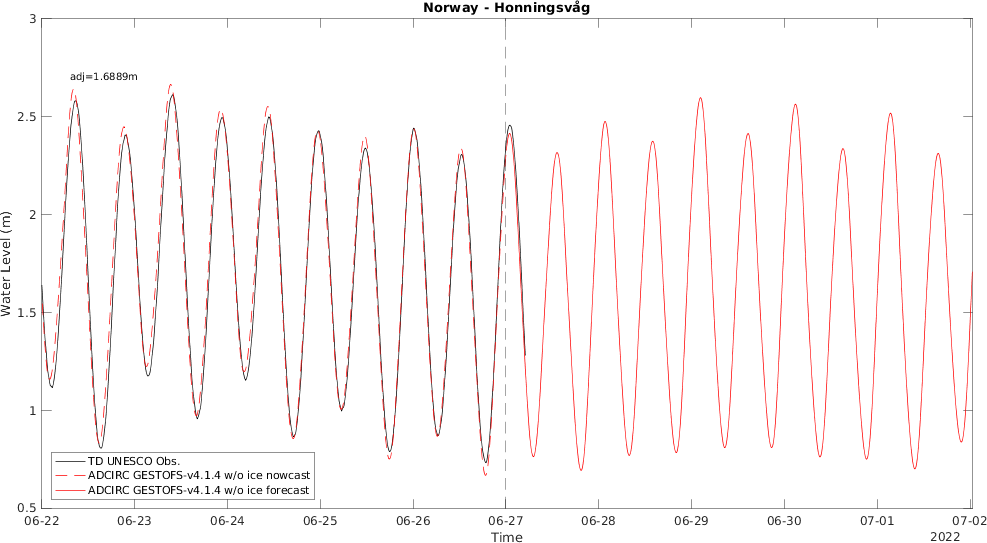 Norway - Honningsvåg
adj=1.6889m
3
2.5
2
1.5
1
0.5
Water Level (m)
TD UNESCO Obs.
ADCIRC GESTOFS-v4.1.4 w/o ice nowcast
ADCIRC GESTOFS-v4.1.4 w/o ice forecast
06-22 06-23 06-24 06-25 06-26 06-27 06-28 06-29 06-30 07-01 07-02
Time
2022